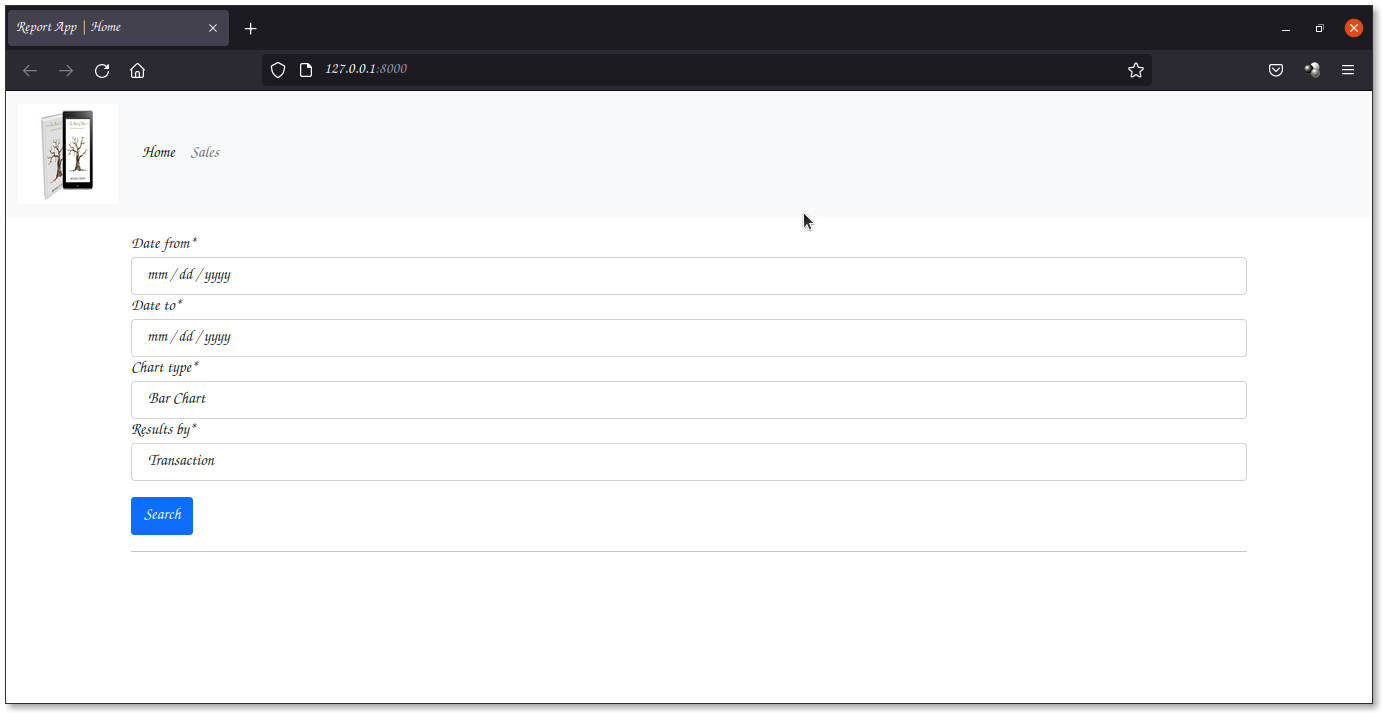 Report App | Home
127.0.0.1:8000
Home Sales
Date from*
mm / dd / yyyy
Date to*
mm / dd / yyyy
Chart type*
Bar Chart
Results by*
Transaction
Search